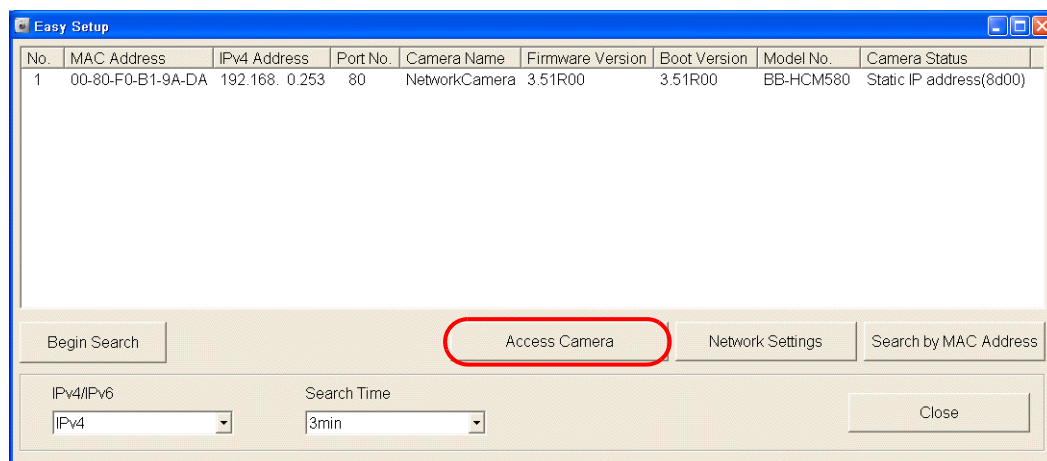 Easy Setup
No. MAC Address IPv4 Address Port No. Camera Name Firmware Version Boot Version Model No. Camera Status
1 00-80-F0-B1-9A-DA 192.168. 0.253 80 NetworkCamera 3.51R00 3.51R00 BB-HCM580 Static IP address(8d00)
Begin Search Access Camera Network Settings Search by MAC Address
IPv4/IPv6 Search Time
IPv4 3min Close